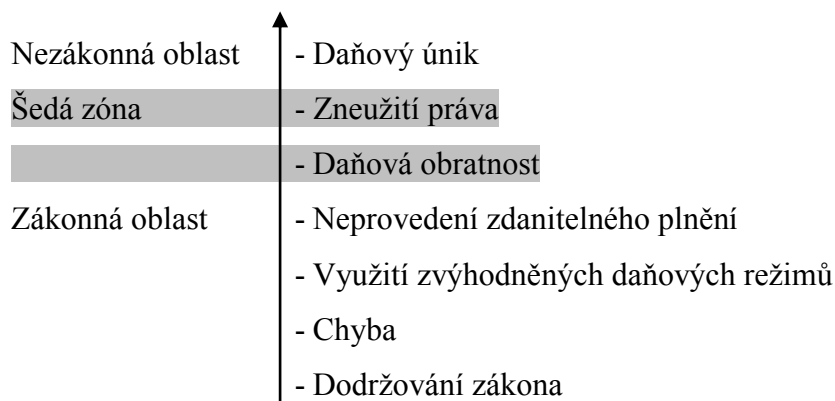 Nezákonná oblast - Daňový únik
Šedá zóna - Zneužití práva
- Daňová obratnost
Zákonná oblast - Neprovedení zdanitelného plnění
- Využití zvýhodněných daňových režimů
- Chyba
- Dodržování zákona